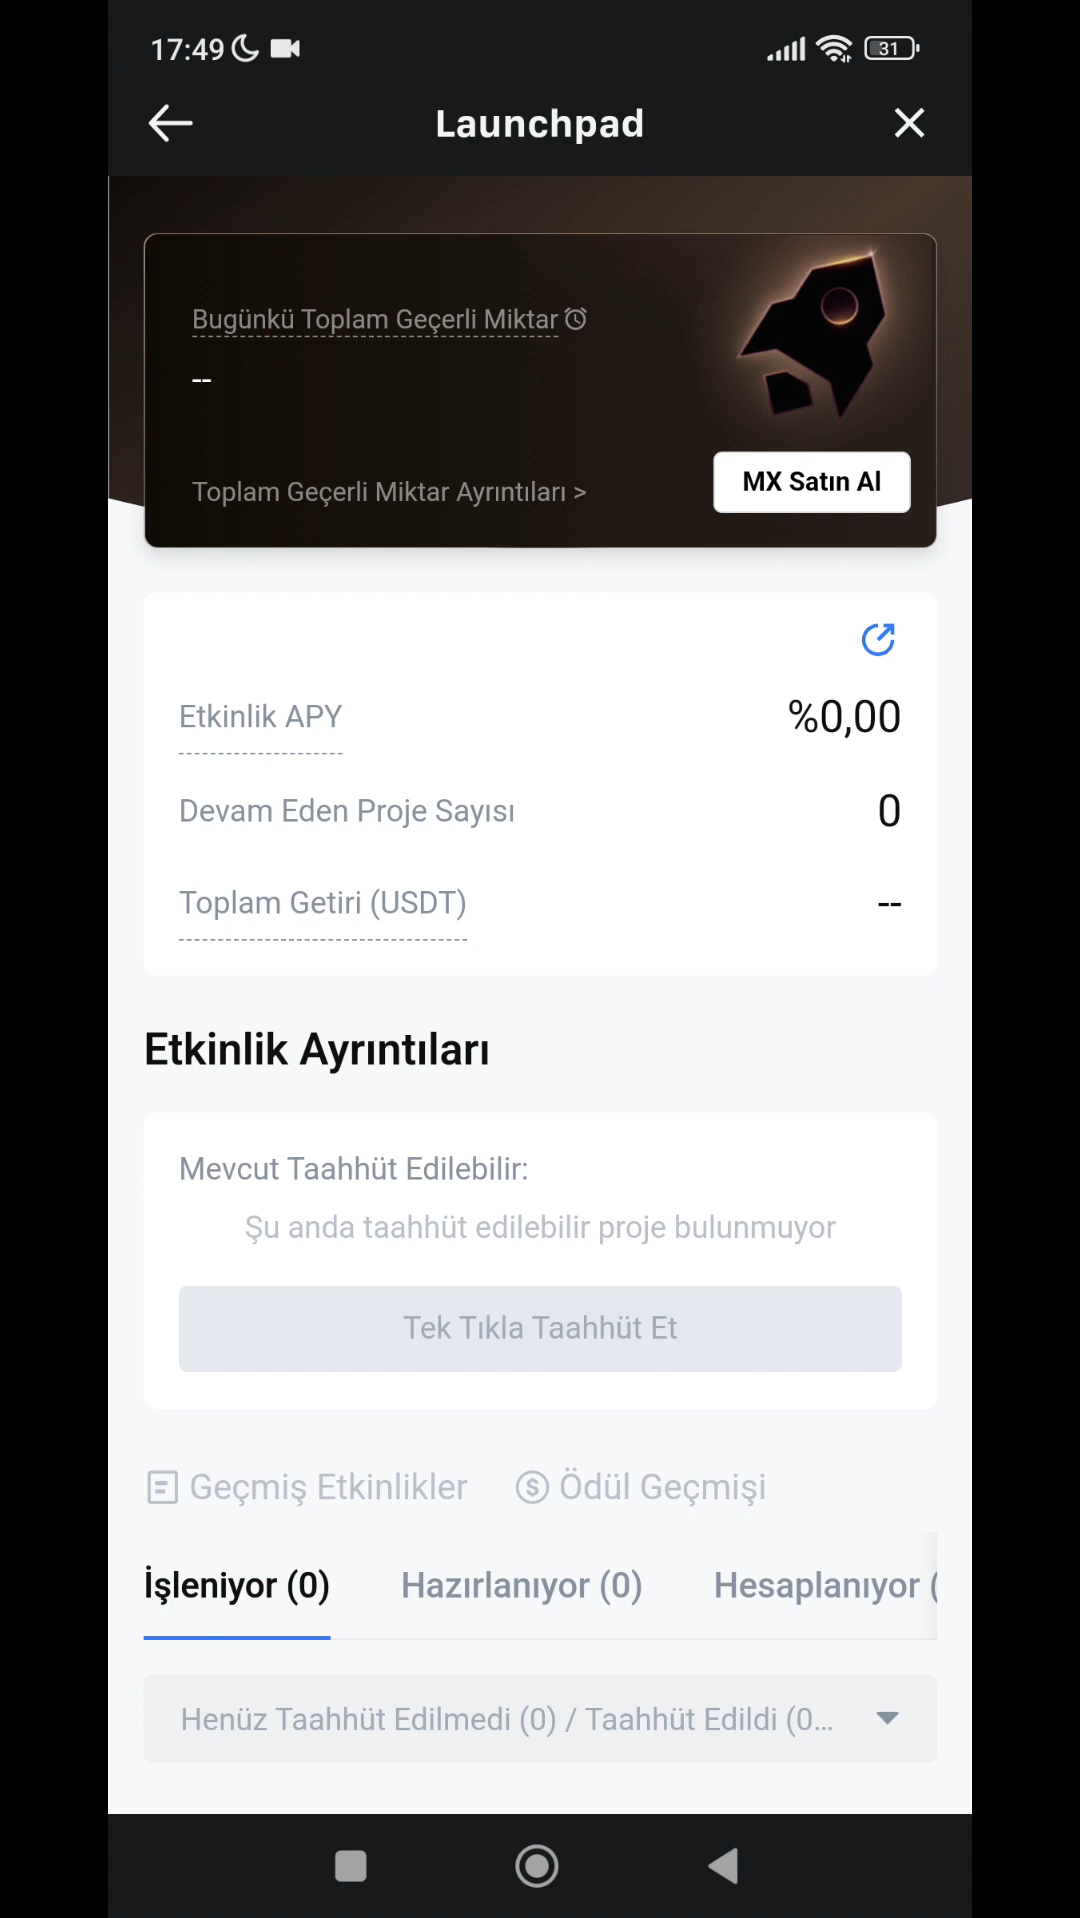 17:49
31
Launchpad
Bugünkü Toplam Geçerli Miktar
--
Toplam Geçerli Miktar Ayrıntıları >
MX Satın Al
Etkinlik APY
%0,00
Devam Eden Proje Sayısı
0
Toplam Getiri (USDT)
--
Etkinlik Ayrıntıları
Mevcut Taahhüt Edilebilir:
Şu anda taahhüt edilebilir proje bulunmuyor
Tek Tıkla Taahhüt Et
Geçmiş Etkinlikler
Ödül Geçmişi
İşleniyor (0)
Hazırlanıyor (0)
Hesaplanıyor (
Henüz Taahhüt Edilmedi (0) / Taahhüt Edildi (0...